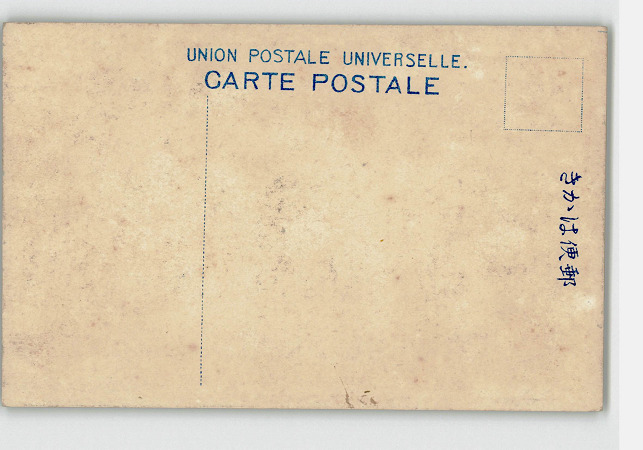 UNION POSTALE UNIVERSELLE.
CARTE POSTALE
きかは便郵